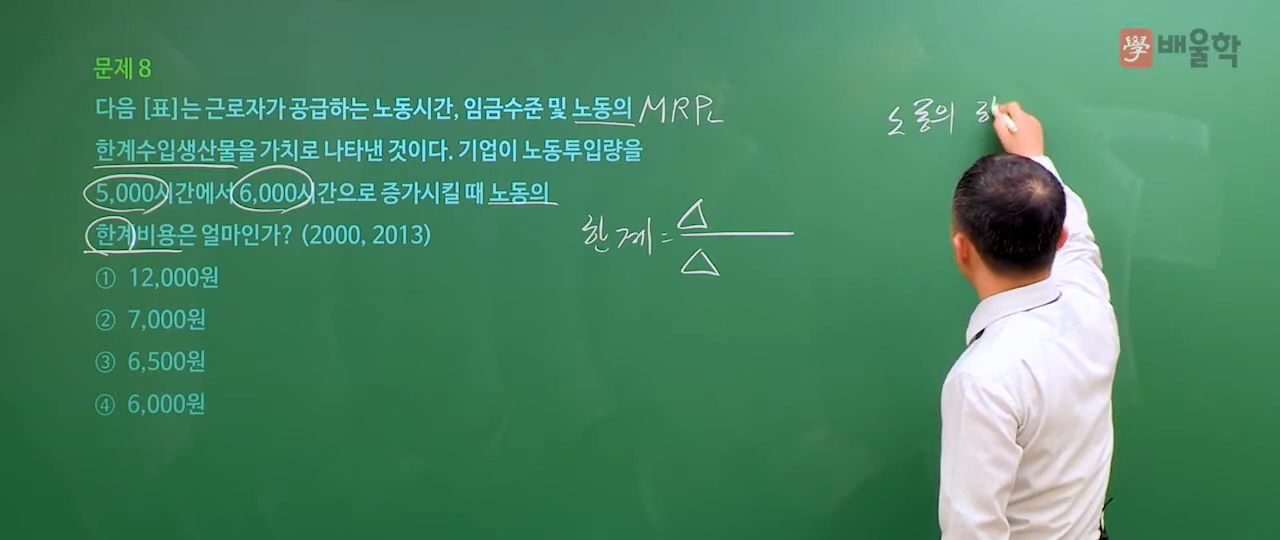 學배울학
문제 8
다음 [표]는 근로자가 공급하는 노동시간, 임금수준 및 노동의 MRPL
노동의
한계수입생산물을 가치로 나타낸 것이다. 기업이 노동투입량을
5,000시간에서 6,000시간으로 증가시킬 때 노동의
한계비용은 얼마인가? (2000, 2013)
한계 = △
△
① 12,000원
② 7,000원
③ 6,500원
④ 6,000원